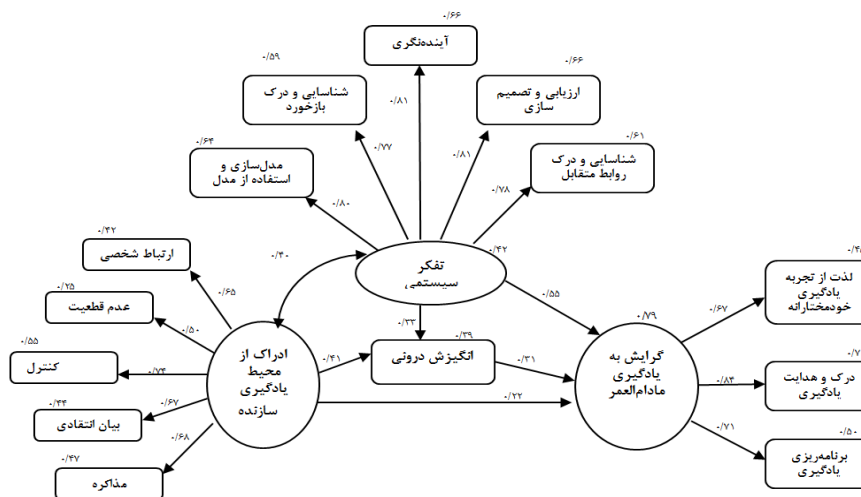 ۰/۶۶
آینده‌نگری
۰/۵۹
شناسایی و درک
بازخورد
۰/۶۶
ارزیابی و تصمیم
سازی
۰/۸۱
۰/۶۴
مدل‌سازی و
استفاده از مدل
۰/۷۷
۰/۸۱
۰/۶۱
شناسایی و درک
روابط متقابل
۰/۸۰
۰/۷۸
۰/۴۲
ارتباط شخصی
۰/۴۰
۰/۴۲
تفکر
سیستمی
لذت از تجربه
یادگیری
خودمختارانه
۰/۶۵
۰/۲۵
عدم قطعیت
۰/۵۰
۰/۵۵
۰/۶۷
۰/۳۳
۰/۳۹
۰/۷۹
۰/۵۵
کنترل
۰/۷۴
ادراک از
محیط
یادگیری
سازنده
۰/۴۱
انگیزش درونی
۰/۳۱
گرایش به
یادگیری
مادام‌العمر
۰/۸۴
درک و هدایت
یادگیری
۰/۴۴
بیان انتقادی
۰/۶۷
۰/۲۲
۰/۷۱
۰/۵۰
برنامه‌ریزی
یادگیری
۰/۶۸
۰/۴۷
مذاکره